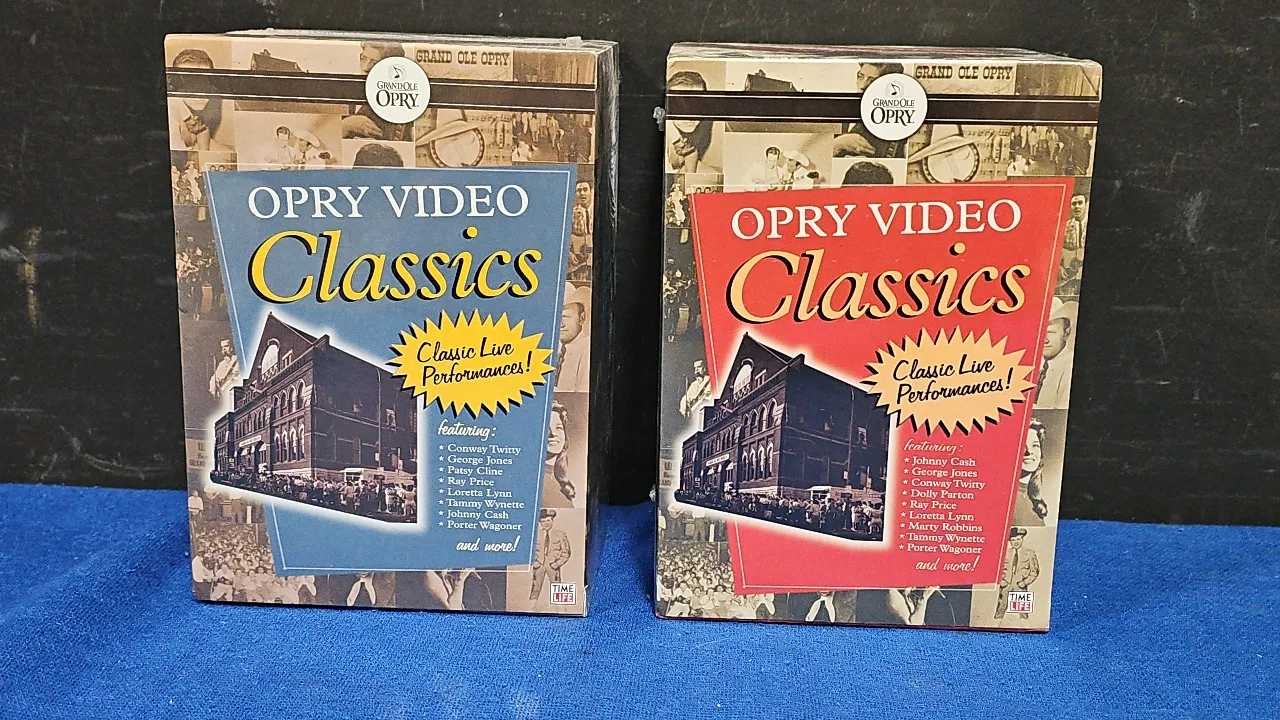 GRAND OLE OPRY
GRAND OLE
OPRY
OPRY VIDEO
Classics
Classic Live
Performances!
featuring:
* Conway Twitty
* George Jones
* Patsy Cline
* Ray Price
* Loretta Lynn
* Tammy Wynette
* Johnny Cash
* Porter Wagoner
and more!
TIME
LIFE
GRAND OLE OPRY
GRAND OLE
OPRY
OPRY VIDEO
Classics
Classic Live
Performances!
featuring:
* Johnny Cash
* George Jones
* Conway Twitty
* Dolly Parton
* Ray Price
* Loretta Lynn
* Marty Robbins
* Tammy Wynette
* Porter Wagoner
and more!
TIME
LIFE